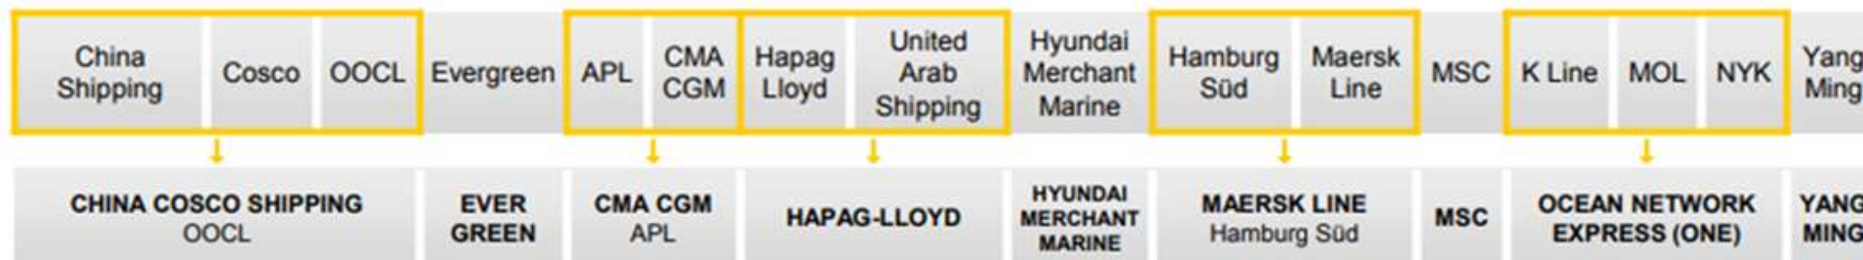 China
Shipping
Cosco
OOCL
Evergreen
APL
CMA
CGM
Hapag
Lloyd
United
Arab
Shipping
Hyundai
Merchant
Marine
Hamburg
Süd
Maersk
Line
MSC
K Line
MOL
NYK
Yang
Ming
CHINA COSCO SHIPPING
OOCL
EVER
GREEN
CMA CGM
APL
HAPAG-LLOYD
HYUNDAI
MERCHANT
MARINE
MAERSK LINE
Hamburg Süd
MSC
OCEAN NETWORK
EXPRESS (ONE)
YANG
MING